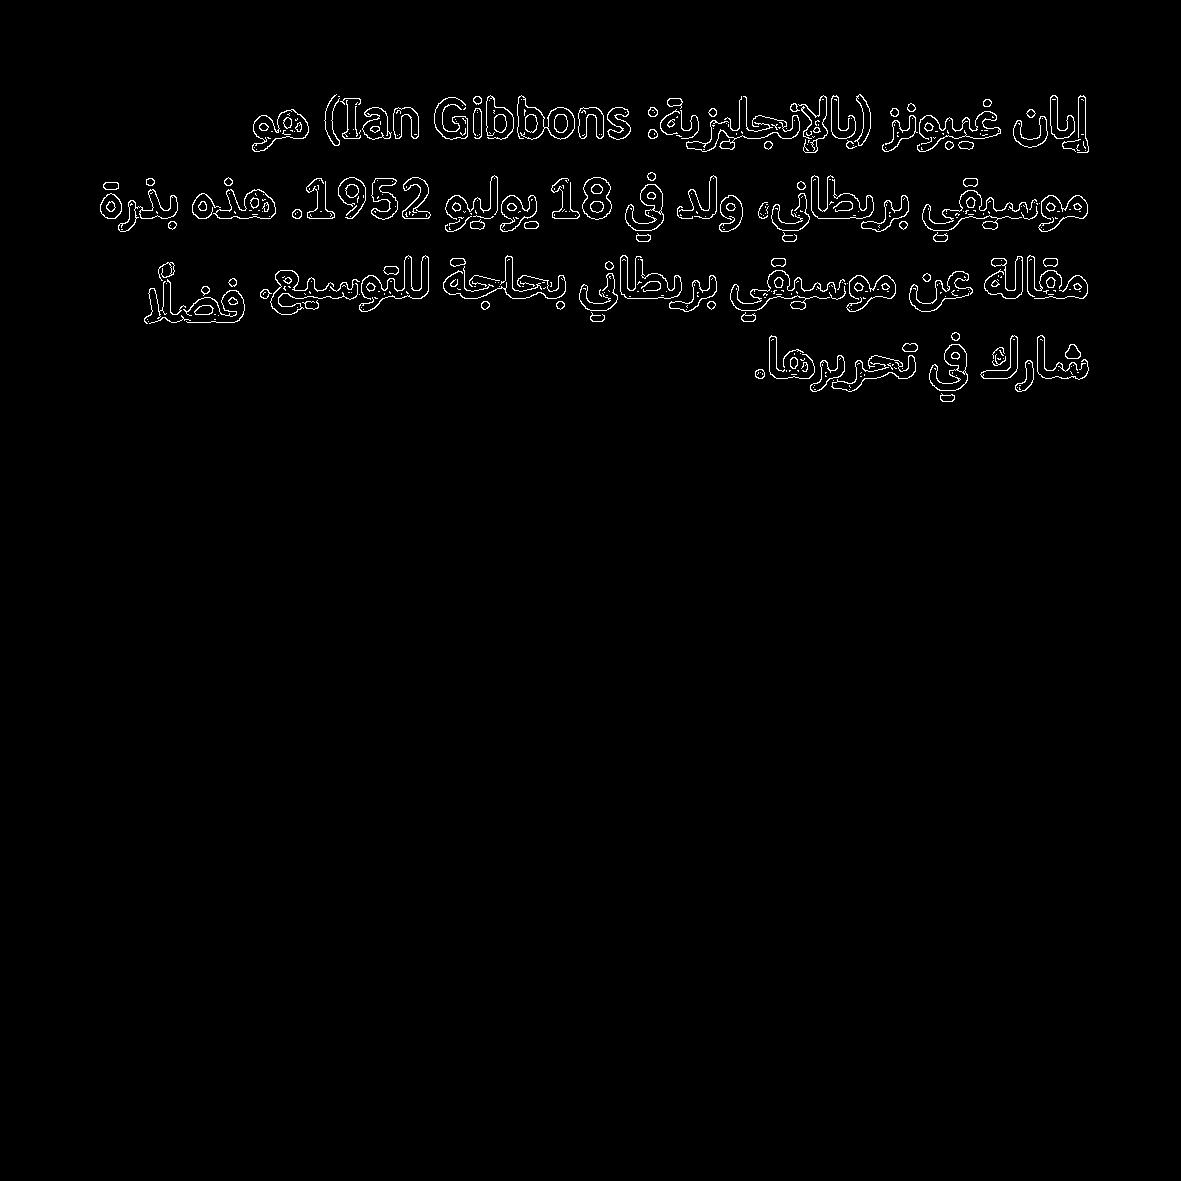 إيان غيبونز (بالإنجليزية: Ian Gibbons) هو
موسيقي بريطاني، ولد في 18 يوليو 1952. هذه بذرة
مقالة عن موسيقي بريطاني بحاجة للتوسيع. فضلًا
شارك في تحريرها.